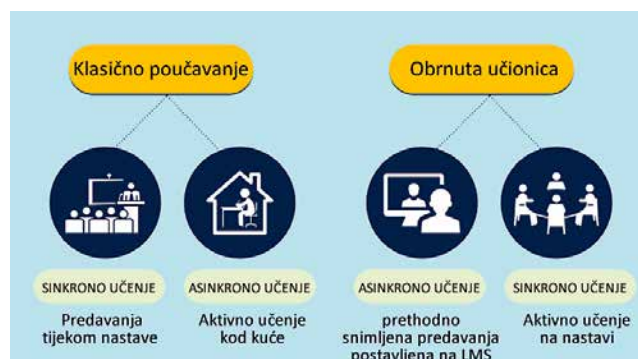 Klasično poučavanje
Obrnuta učionica
SINKRONO UČENJE
ASINKRONO UČENJE
ASINKRONO UČENJE
SINKRONO UČENJE
Predavanja
tijekom nastave
Aktivno učenje
kod kuće
prethodno
snimljena predavanja
postavljena na LMS
Aktivno učenje
na nastavi